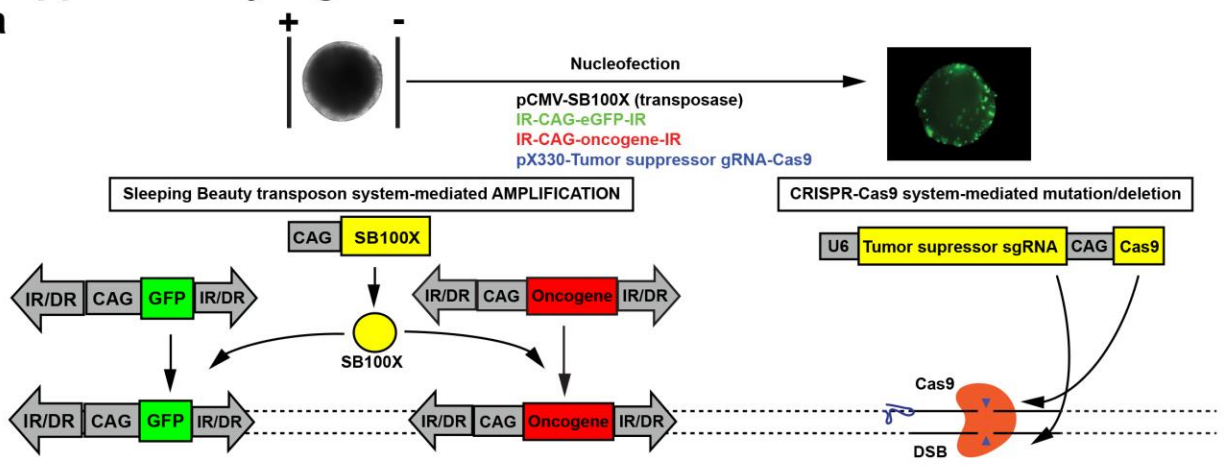 a
+ -
Nucleofection
pCMV-SB100X (transposase)
IR-CAG-eGFP-IR
IR-CAG-oncogene-IR
pX330-Tumor suppressor gRNA-Cas9
Sleeping Beauty transposon system-mediated AMPLIFICATION
CRISPR-Cas9 system-mediated mutation/deletion
CAG SB100X
U6 Tumor supressor sgRNA CAG Cas9
IR/DR CAG GFP IR/DR
IR/DR CAG Oncogene IR/DR
SB100X
Cas9
IR/DR CAG GFP IR/DR
IR/DR CAG Oncogene IR/DR
DSB